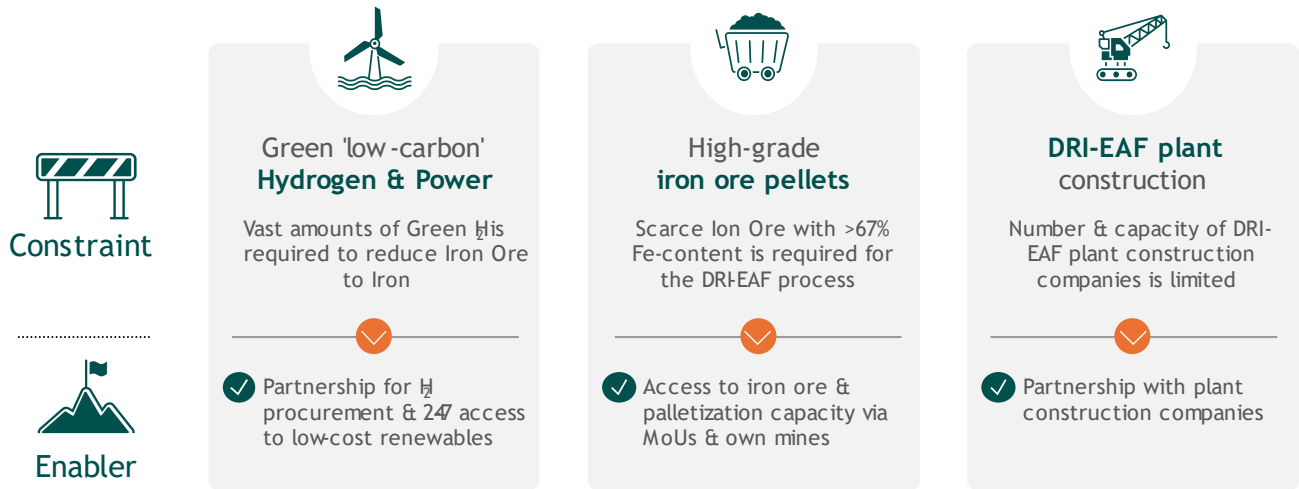 Constraint
Green 'low-carbon'
Hydrogen & Power
Vast amounts of Green H₂ is
required to reduce Iron Ore
to Iron
High-grade
iron ore pellets
Scarce Ion Ore with >67%
Fe-content is required for
the DRI-EAF process
DRI-EAF plant
construction
Number & capacity of DRI-
EAF plant construction
companies is limited
Enabler
Partnership for H₂
procurement & 24/7 access
to low-cost renewables
Access to iron ore &
palletization capacity via
MoUs & own mines
Partnership with plant
construction companies